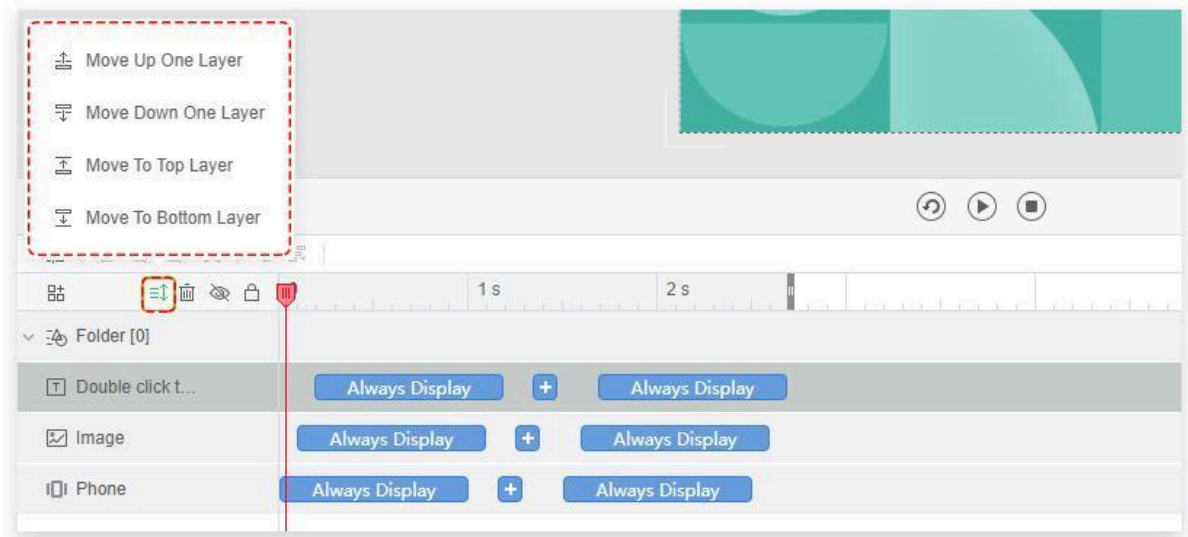 Move Up One Layer
Move Down One Layer
Move To Top Layer
Move To Bottom Layer
1 s
2 s
Folder [0]
T Double click t... Always Display + Always Display
Image Always Display + Always Display
Phone Always Display + Always Display